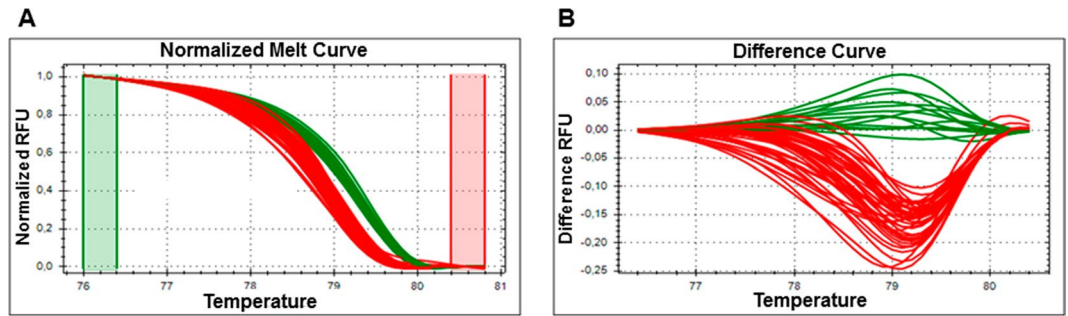 A
Normalized Melt Curve
Normalized RFU
1,0
0,8
0,6
0,4
0,2
0,0
76 77 78 79 80 81
Temperature
B
Difference Curve
Difference RFU
0,10
0,05
0,00
-0,05
-0,10
-0,15
-0,20
-0,25
77 78 79 80
Temperature